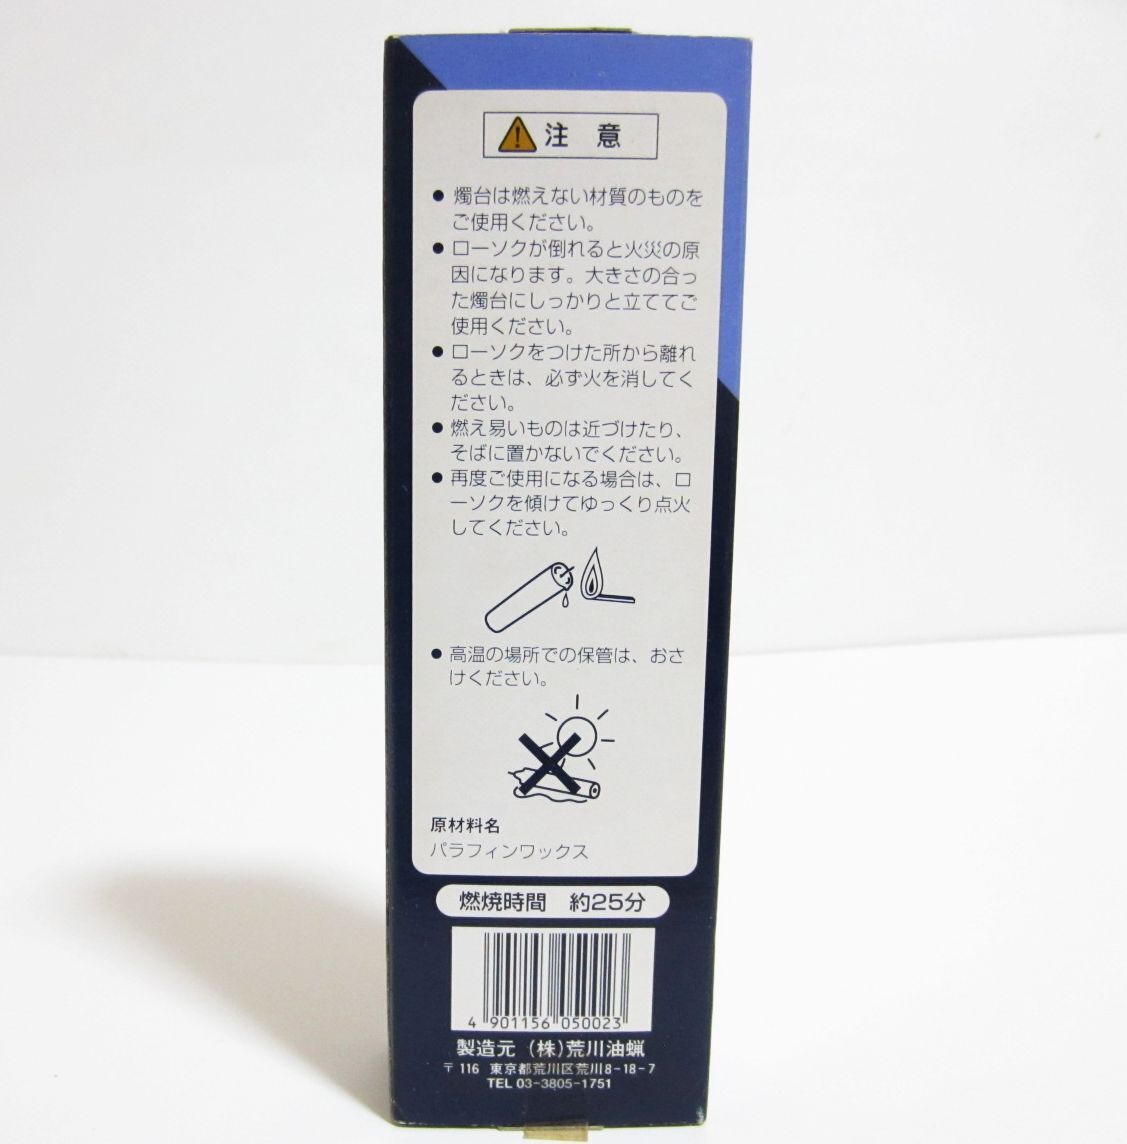 注 意
● 燭台は燃えない材質のものを
ご使用ください。
● ローソクが倒れると火災の原
因になります。大きさの合っ
た燭台にしっかりと立ててご
使用ください。
● ローソクをつけた所から離れ
るときは、必ず火を消してく
ださい。
● 燃え易いものは近づけたり、
そばに置かないでください。
● 再度ご使用になる場合は、ロ
ーソクを傾けてゆっくり点火
してください。
● 高温の場所での保管は、おさ
けください。
原材料名
パラフィンワックス
燃焼時間 約25分
4 901156 050023
製造元 (株)荒川油蝋
〒116 東京都荒川区荒川8-18-7
TEL 03-3805-1751